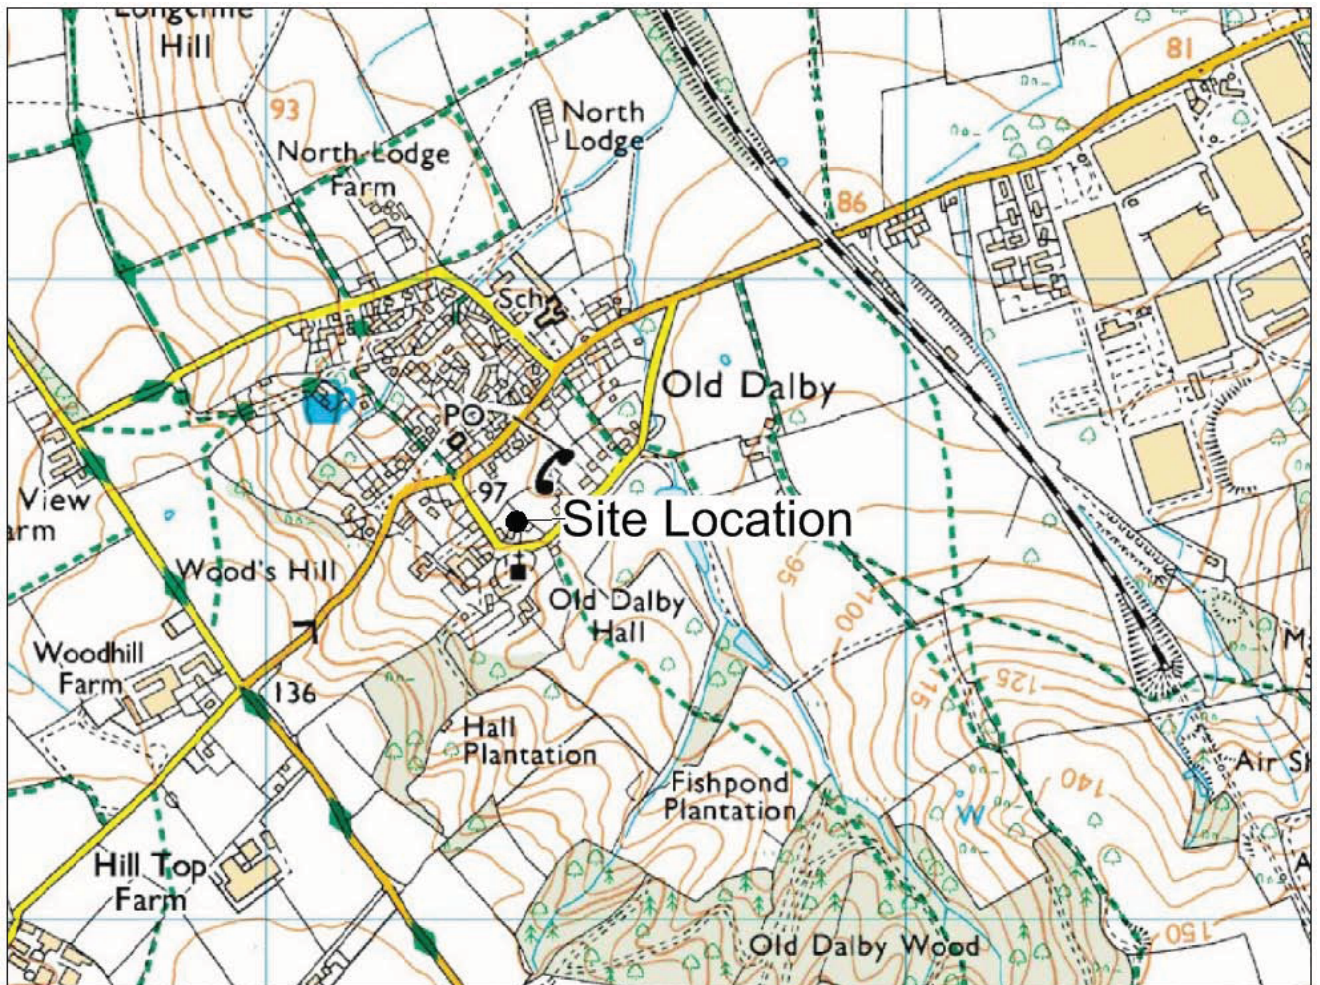 Longcliffe
Hill
81
93
North
Lodge
North Lodge
Farm
86
Sch
Old Dalby
PO
97
View
arm
Site Location
Wood's Hill
95
100
Old Dalby
Hall
Woodhill
Farm
136
115
125
Hall
Plantation
Air Sh
140
Fishpond
Plantation
W
Hill Top
Farm
A
150
Old Dalby Wood